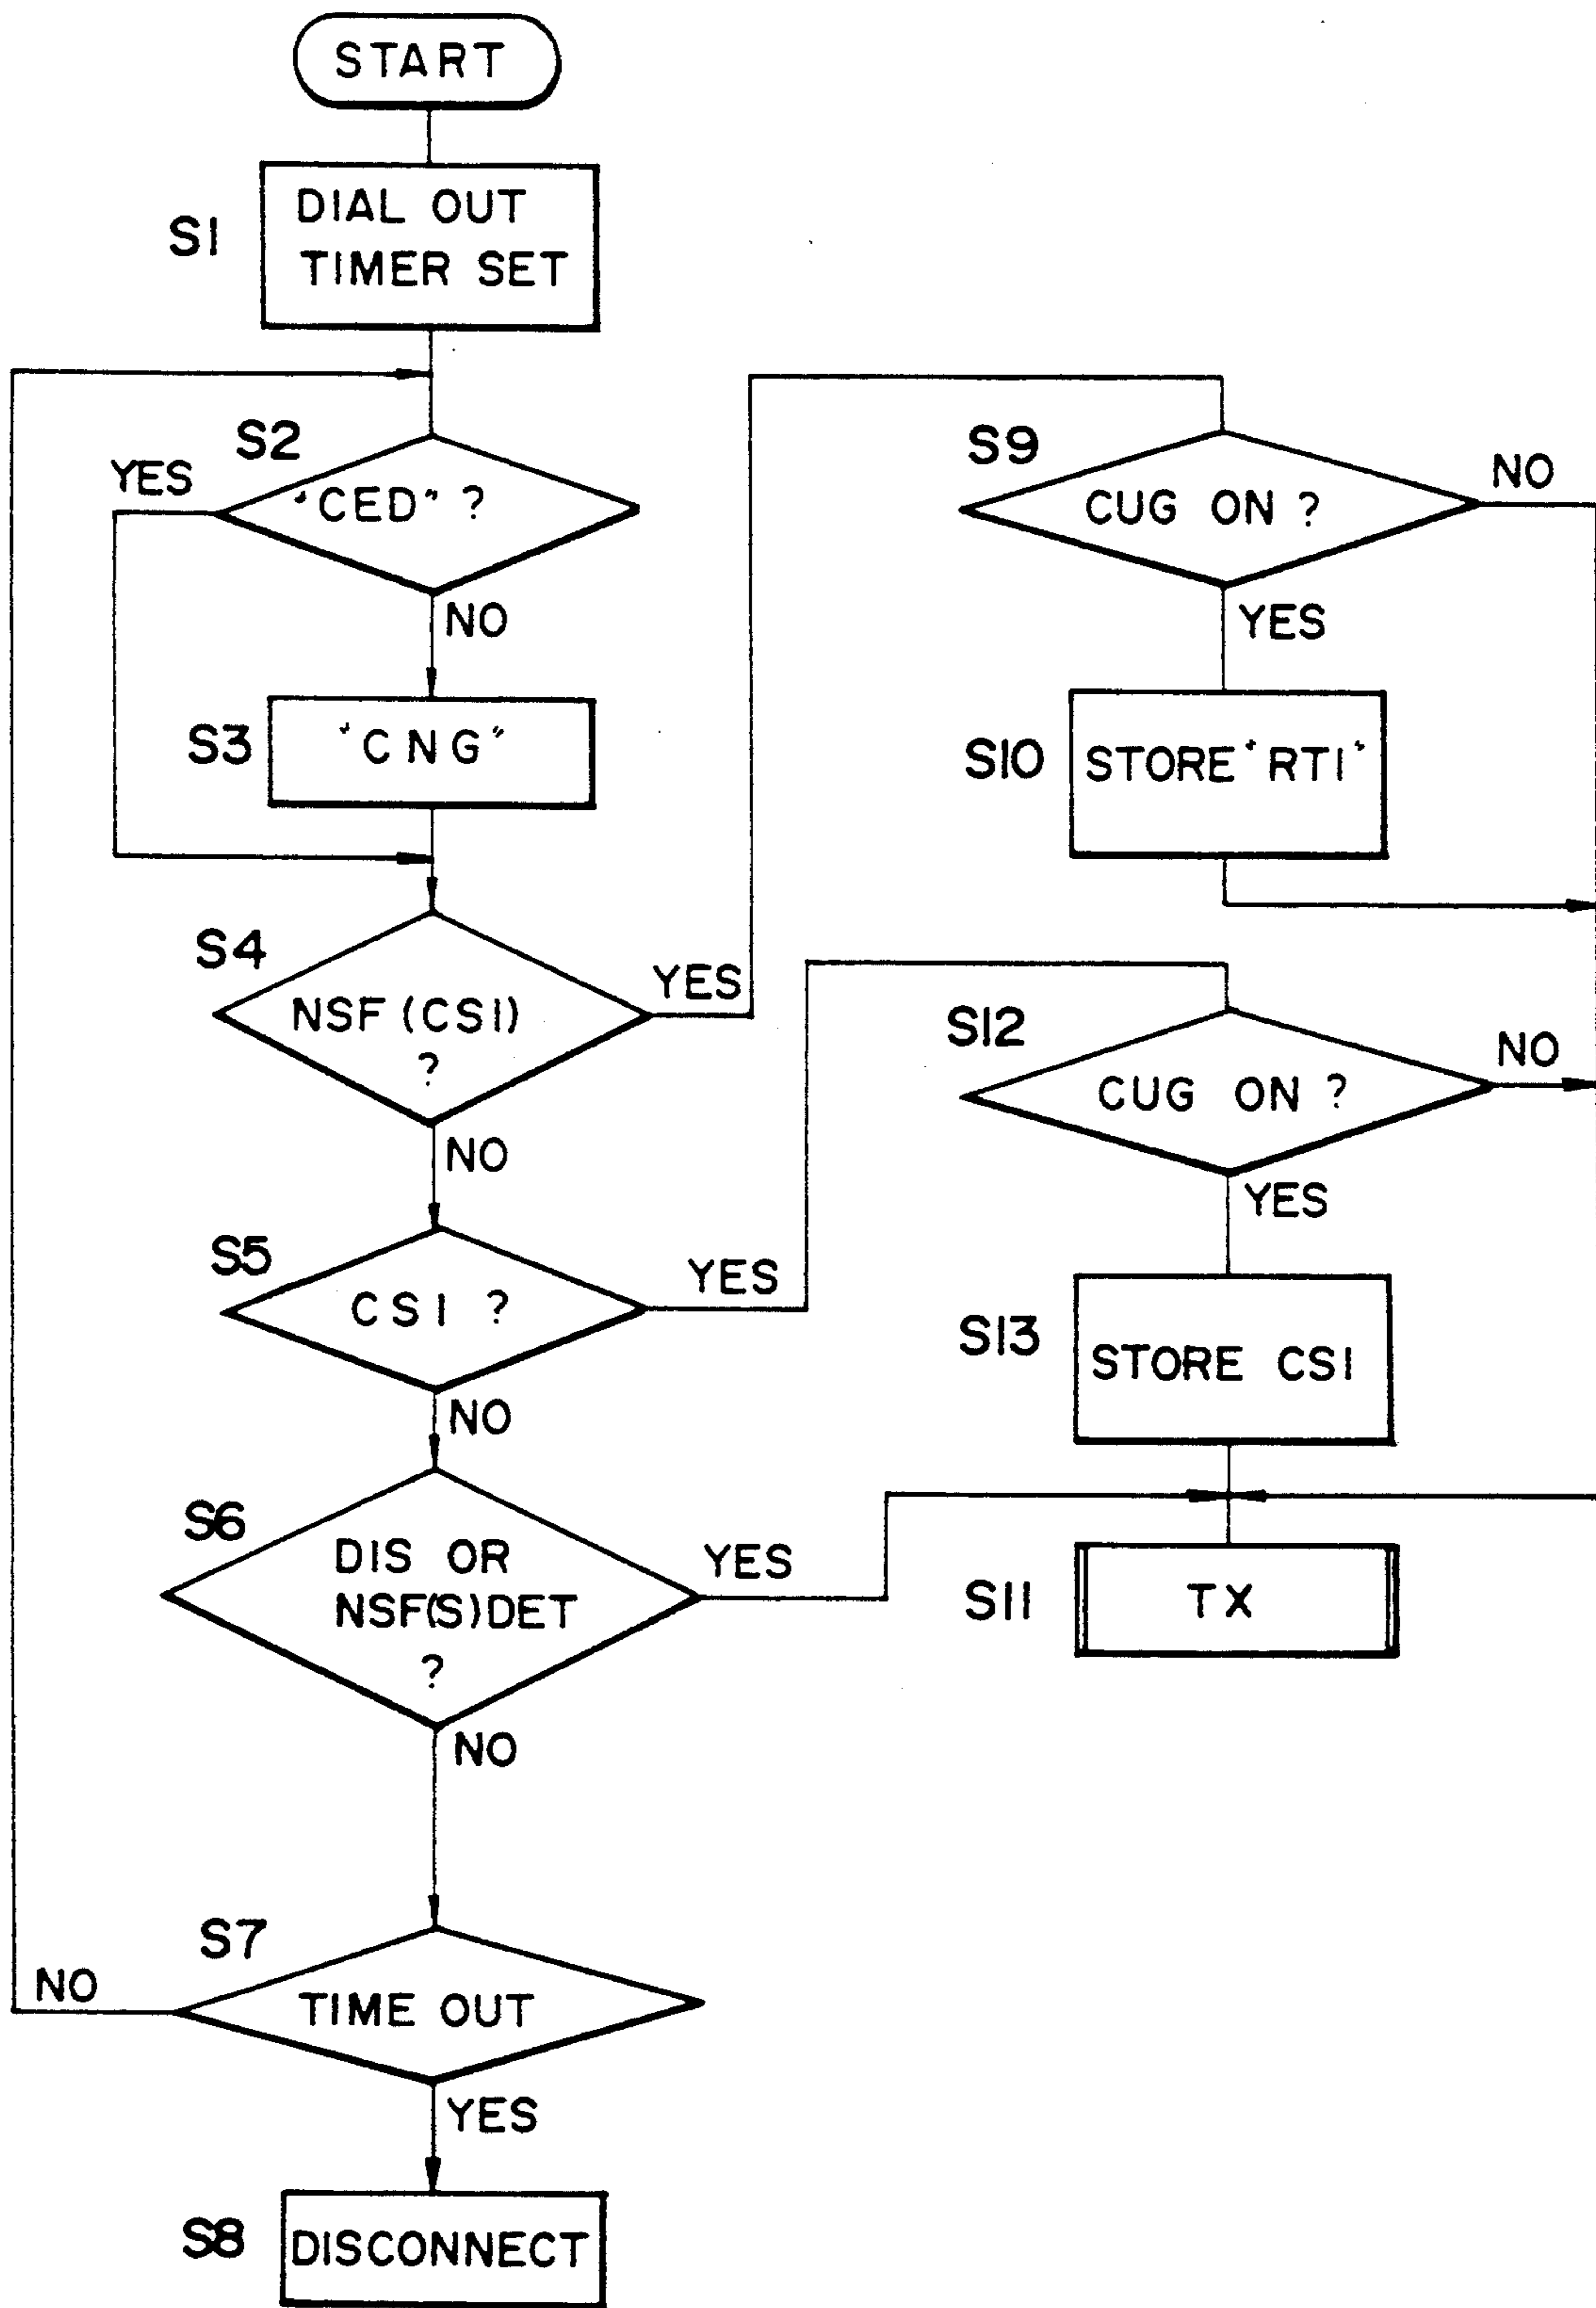 START
S1
DIAL OUT
TIMER SET
S2
YES
"CED" ?
NO
S3
"CNG"
S4
NSF (CSI)
?
YES
NO
S5
CSI ?
YES
NO
S6
DIS OR
NSF(S)DET
?
YES
NO
S7
NO
TIME OUT
YES
S8
DISCONNECT
S9
CUG ON ?
NO
YES
S10
STORE "RTI"
S12
CUG ON ?
NO
YES
S13
STORE CSI
S11
TX